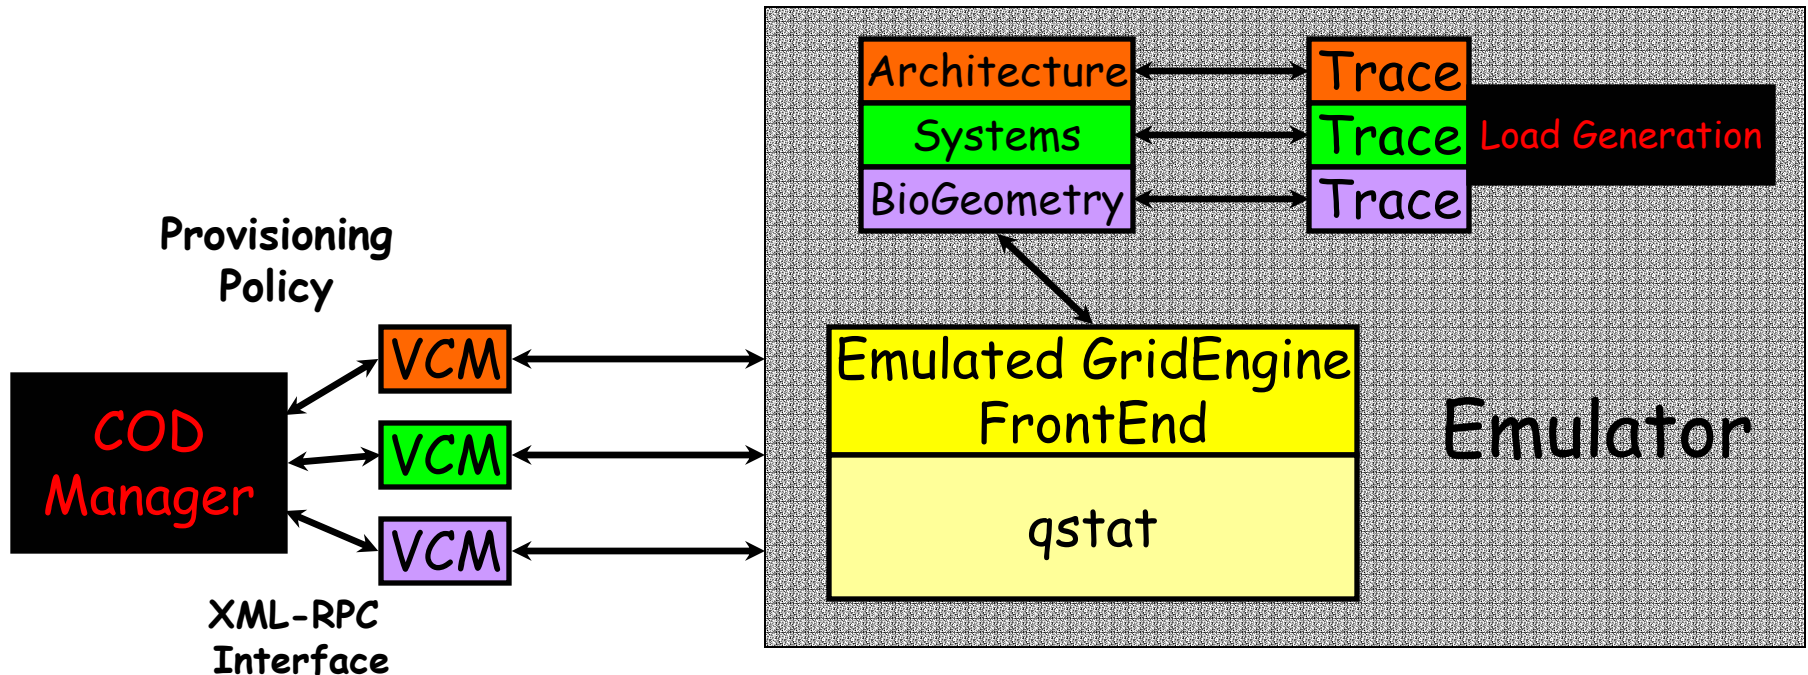 Provisioning
Policy
COD
Manager
VCM
VCM
VCM
XML-RPC
Interface
Architecture
Systems
BioGeometry
Trace
Trace
Trace
Load Generation
Emulated GridEngine
FrontEnd
qstat
Emulator